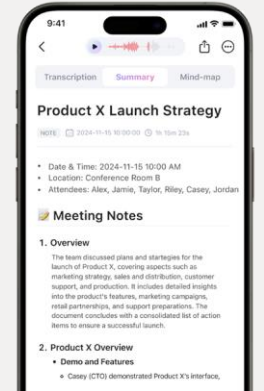 9:41
Transcription Summary Mind-map
Product X Launch Strategy
NOTE 2024-11-15 10:00:00 1h 15m 23s
• Date & Time: 2024-11-15 10:00 AM
• Location: Conference Room B
• Attendees: Alex, Jamie, Taylor, Riley, Casey, Jordan
📝 Meeting Notes
1. Overview
The team discussed plans and startegies for the
launch of Product X, covering aspects such as
marketing strategy, sales and distribution, customer
support, and production. It includes detailed insights
into the product's features, marketing campaigns,
retail partnerships, and support preparations. The
document concludes with a consolidated list of action
items to ensure a successful launch.
2. Product X Overview
• Demo and Features
Casey (CTO) demonstrated Product X's interface,